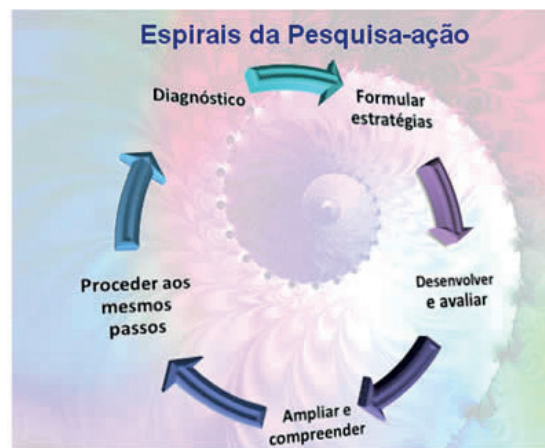 Espirais da Pesquisa-ação
Diagnóstico
Formular
estratégias
Desenvolver
e avaliar
Ampliar e
compreender
Proceder aos
mesmos
passos